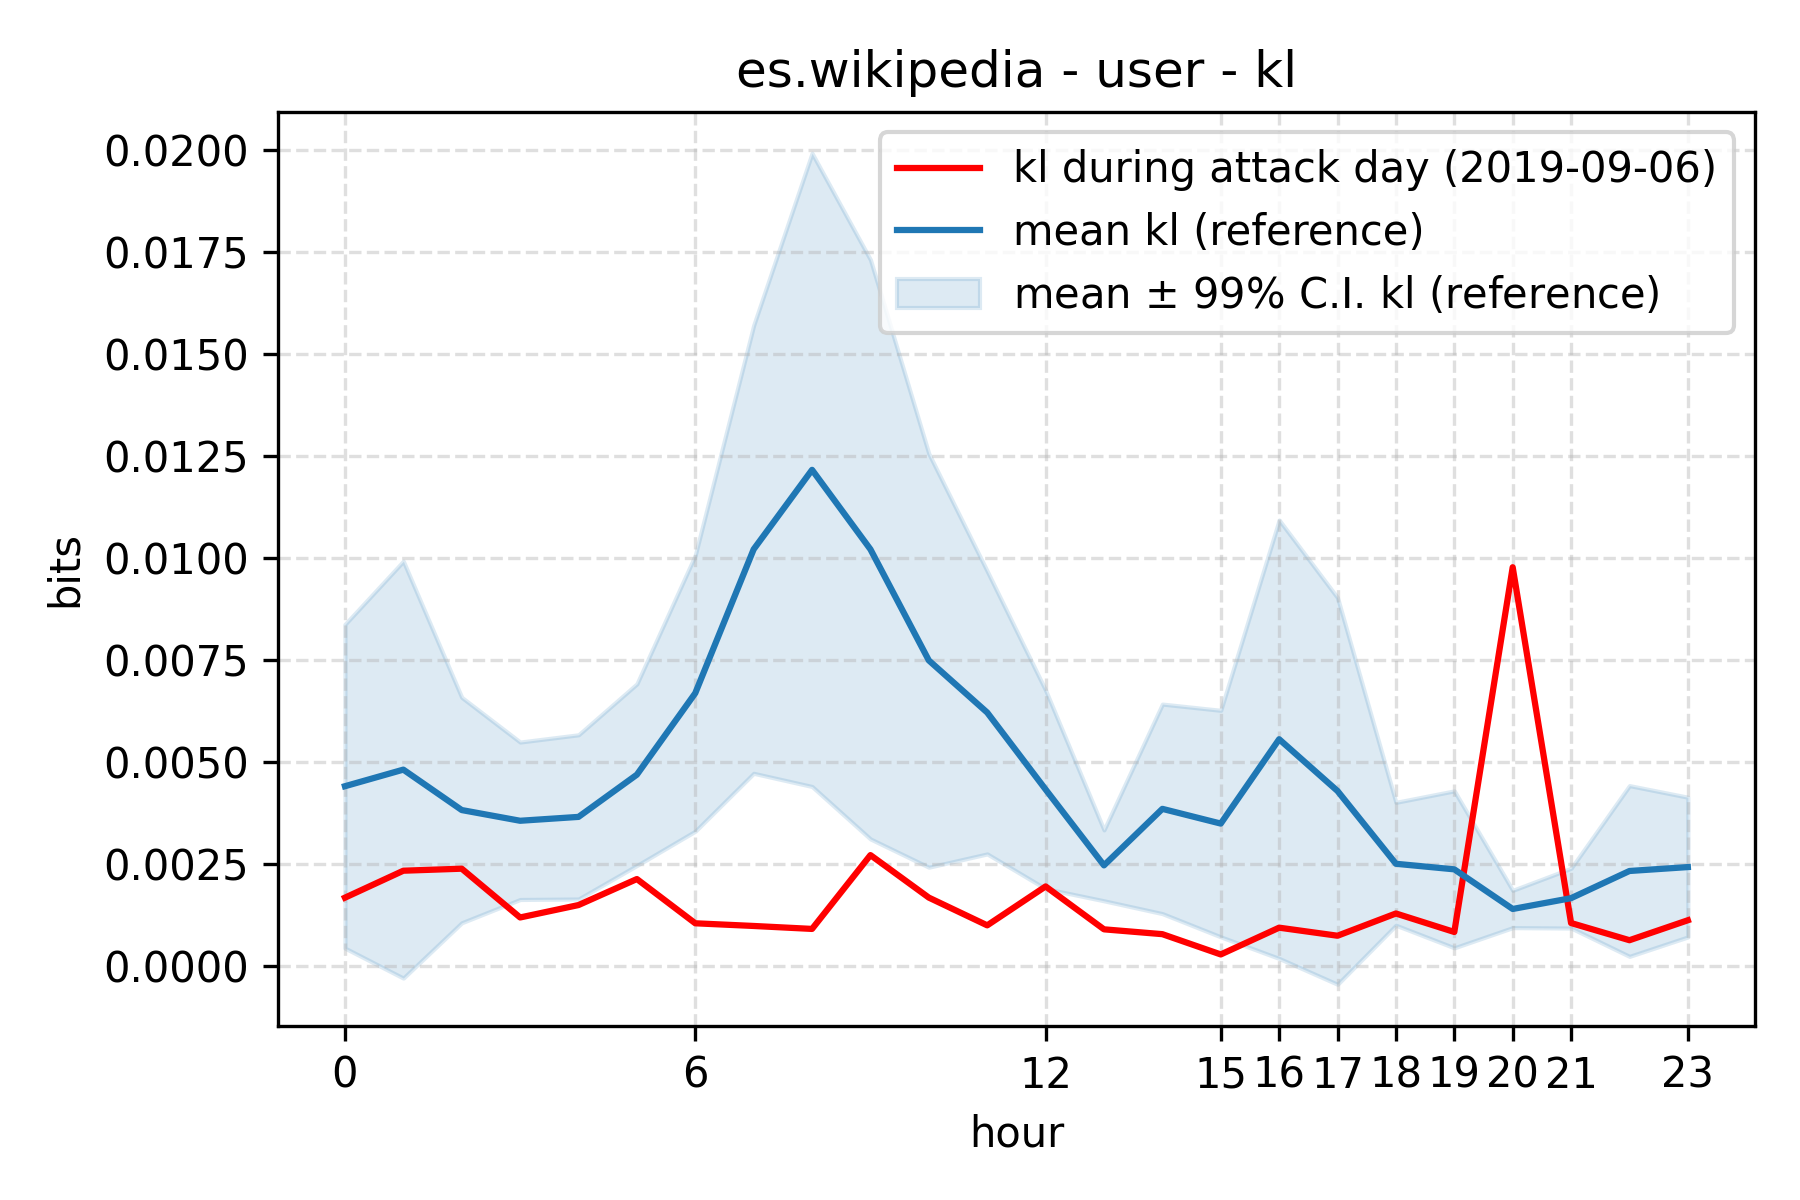 es.wikipedia - user - kl
kl during attack day (2019-09-06)
mean kl (reference)
mean ± 99% C.I. kl (reference)
bits
0.0200
0.0175
0.0150
0.0125
0.0100
0.0075
0.0050
0.0025
0.0000
0 6 12 15 16 17 18 19 20 21 23
hour